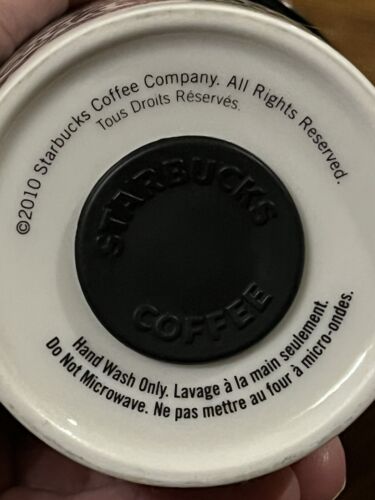 ©2010 Starbucks Coffee Company. All Rights Reserved.
Tous Droits Réservés.
STARBUCKS
COFFEE
Hand Wash Only. Lavage à la main seulement.
Do Not Microwave. Ne pas mettre au four à micro-ondes.